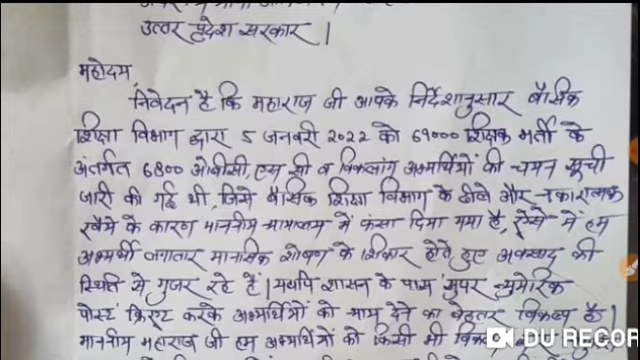 उत्तर प्रदेश सरकार |
महोदम,
निवेदन है कि महाराज जी आपके निर्देशानुसार बेसिक
शिक्षा विभाग द्वारा 5 जनवरी 2022 को 69000 शिक्षक भर्ती के
अंतर्गत 6800 ओबीसी, एस सी व विकलांग अभ्यर्थियों की चयन सूची
जारी की गई थी, जिसे बेसिक शिक्षा विभाग के ढीले और नकारात्मक
रवैये के कारण माननीय न्यायालय में फंसा दिया गया है, ऐसे में हम
अभ्यर्थी लगातार मानसिक शोषण के शिकार होते हुए अवसाद की
स्थिति से गुजर रहे हैं | यद्यपि शासन के पास 'सुपर न्युमेरिक
पोस्ट' क्रिएट करके अभ्यर्थियों को न्याय देने का बेहतर विकल्प है |
माननीय महाराज जी हम अभ्यर्थियों को किसी भी
DU RECOR